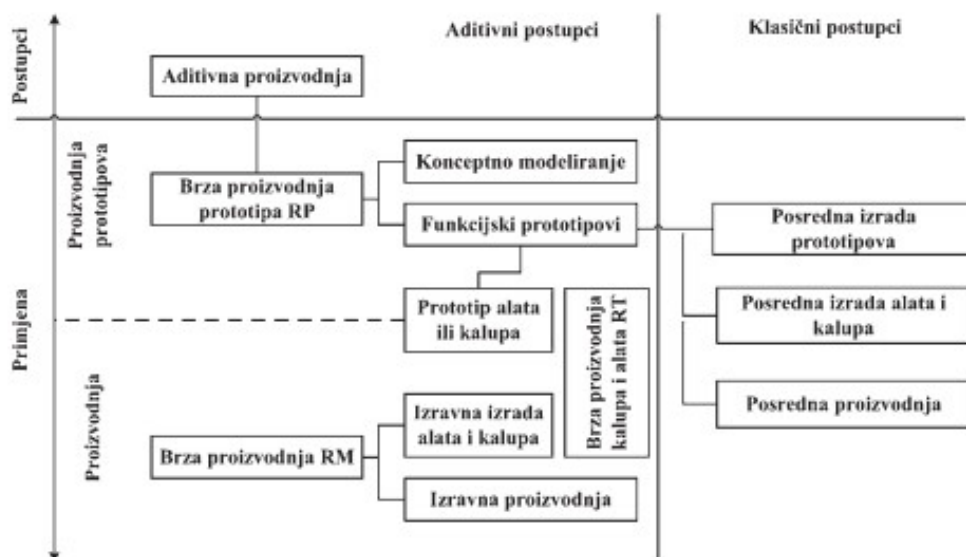 Aditivni postupci
Klasični postupci
Postupci
Aditivna proizvodnja
Proizvodnja
prototipova
Konceptno modeliranje
Brza proizvodnja
prototipa RP
Funkcijski prototipovi
Posredna izrada
prototipova
Primjena
Prototip alata
ili kalupa
Brza proizvodnja
kalupa i alata RT
Posredna izrada alata i
kalupa
Proizvodnja
Izravna izrada
alata i kalupa
Posredna proizvodnja
Brza proizvodnja RM
Izravna proizvodnja